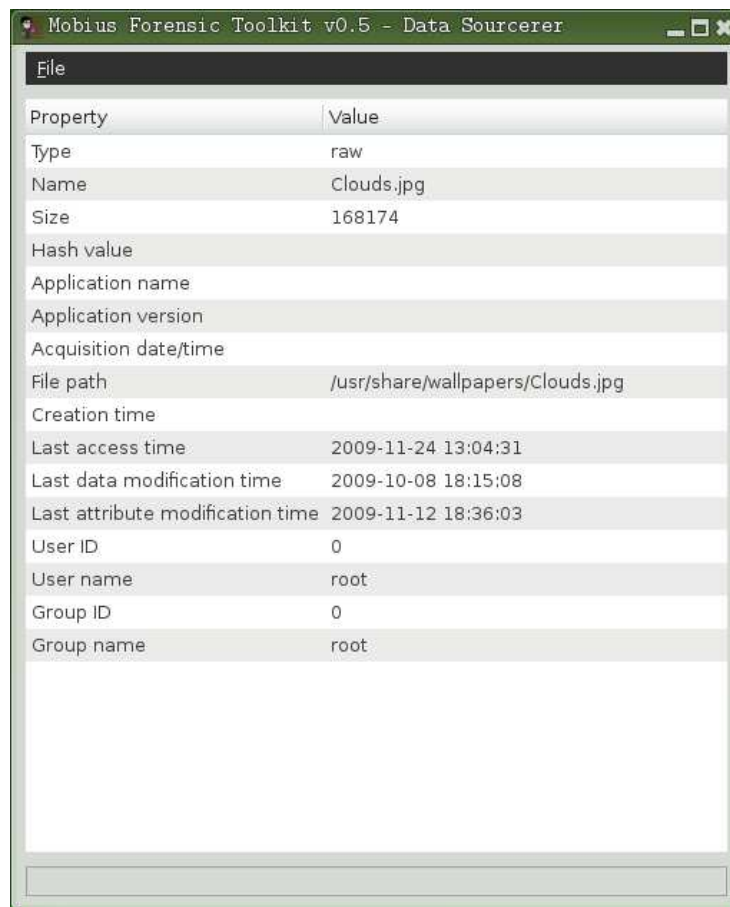 Mobius Forensic Toolkit v0.5 - Data Sourcerer
File
Property Value
Type raw
Name Clouds.jpg
Size 168174
Hash value
Application name
Application version
Acquisition date/time
File path /usr/share/wallpapers/Clouds.jpg
Creation time
Last access time 2009-11-24 13:04:31
Last data modification time 2009-10-08 18:15:08
Last attribute modification time 2009-11-12 18:36:03
User ID 0
User name root
Group ID 0
Group name root